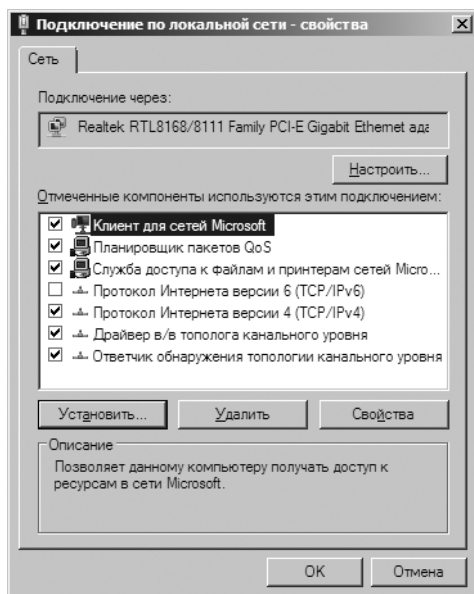 Подключение по локальной сети - свойства
Сеть
Подключение через:
Realtek RTL8168/8111 Family PCI-E Gigabit Ethernet ада
Настроить...
Отмеченные компоненты используются этим подключением:
Клиент для сетей Microsoft
Планировщик пакетов QoS
Служба доступа к файлам и принтерам сетей Micro...
Протокол Интернета версии 6 (TCP/IPv6)
Протокол Интернета версии 4 (TCP/IPv4)
Драйвер в/в тополога канального уровня
Ответчик обнаружения топологии канального уровня
Установить...
Удалить
Свойства
Описание
Позволяет данному компьютеру получать доступ к
ресурсам в сети Microsoft.
OK
Отмена